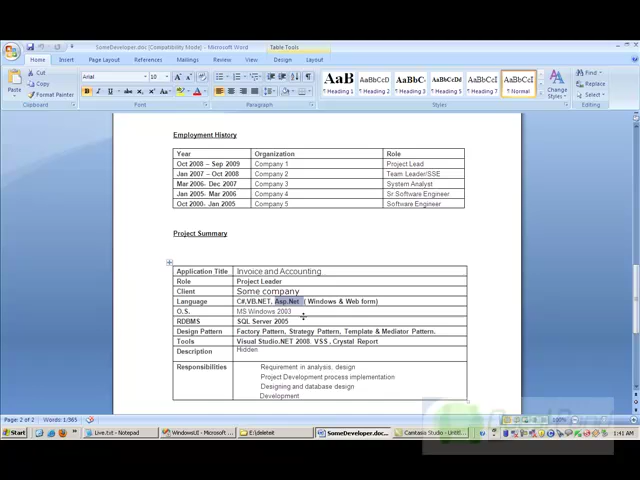 SomeDeveloper.doc [Compatibility Mode] - Microsoft Word
Table Tools
Home Insert Page Layout References Mailings Review View Design Layout
Cut
Copy
Format Painter
Paste
Clipboard
Arial 10
Font
Paragraph
AaB AaBbCc AaBbC AaBbCcDd AaBbCcI AaBbCcI
Heading 1 Heading 2 Heading 3 Heading 5 Heading 7 Normal
Styles
Change Styles
Find
Replace
Select
Editing
Employment History
Year Organization Role
Oct 2008 – Sep 2009 Company 1 Project Lead
Jan 2007 – Oct 2008 Company 2 Team Leader/SSE
Mar 2006- Dec 2007 Company 3 System Analyst
Jan 2005- Mar 2006 Company 4 Sr.Software Engineer
Oct 2000- Jan 2005 Company 5 Software Engineer
Project Summary
Application Title Invoice and Accounting
Role Project Leader
Client Some company
Language C#,VB.NET, Asp.Net ( Windows & Web form)
O.S. MS Windows 2003
RDBMS SQL Server 2005
Design Pattern Factory Pattern, Strategy Pattern, Template & Mediator Pattern.
Tools Visual Studio.NET 2008. VSS , Crystal Report
Description Hidden
Responsibilities Requirement in analysis, design
Project Development process implementation
Designing and database design
Development
Page: 2 of 2 Words: 1/365 100%
Start Live.txt - Notepad WindowsUI - Microsoft ... E:\deleteit SomeDeveloper.doc... Camtasia Studio - Untitl... 1:41 AM